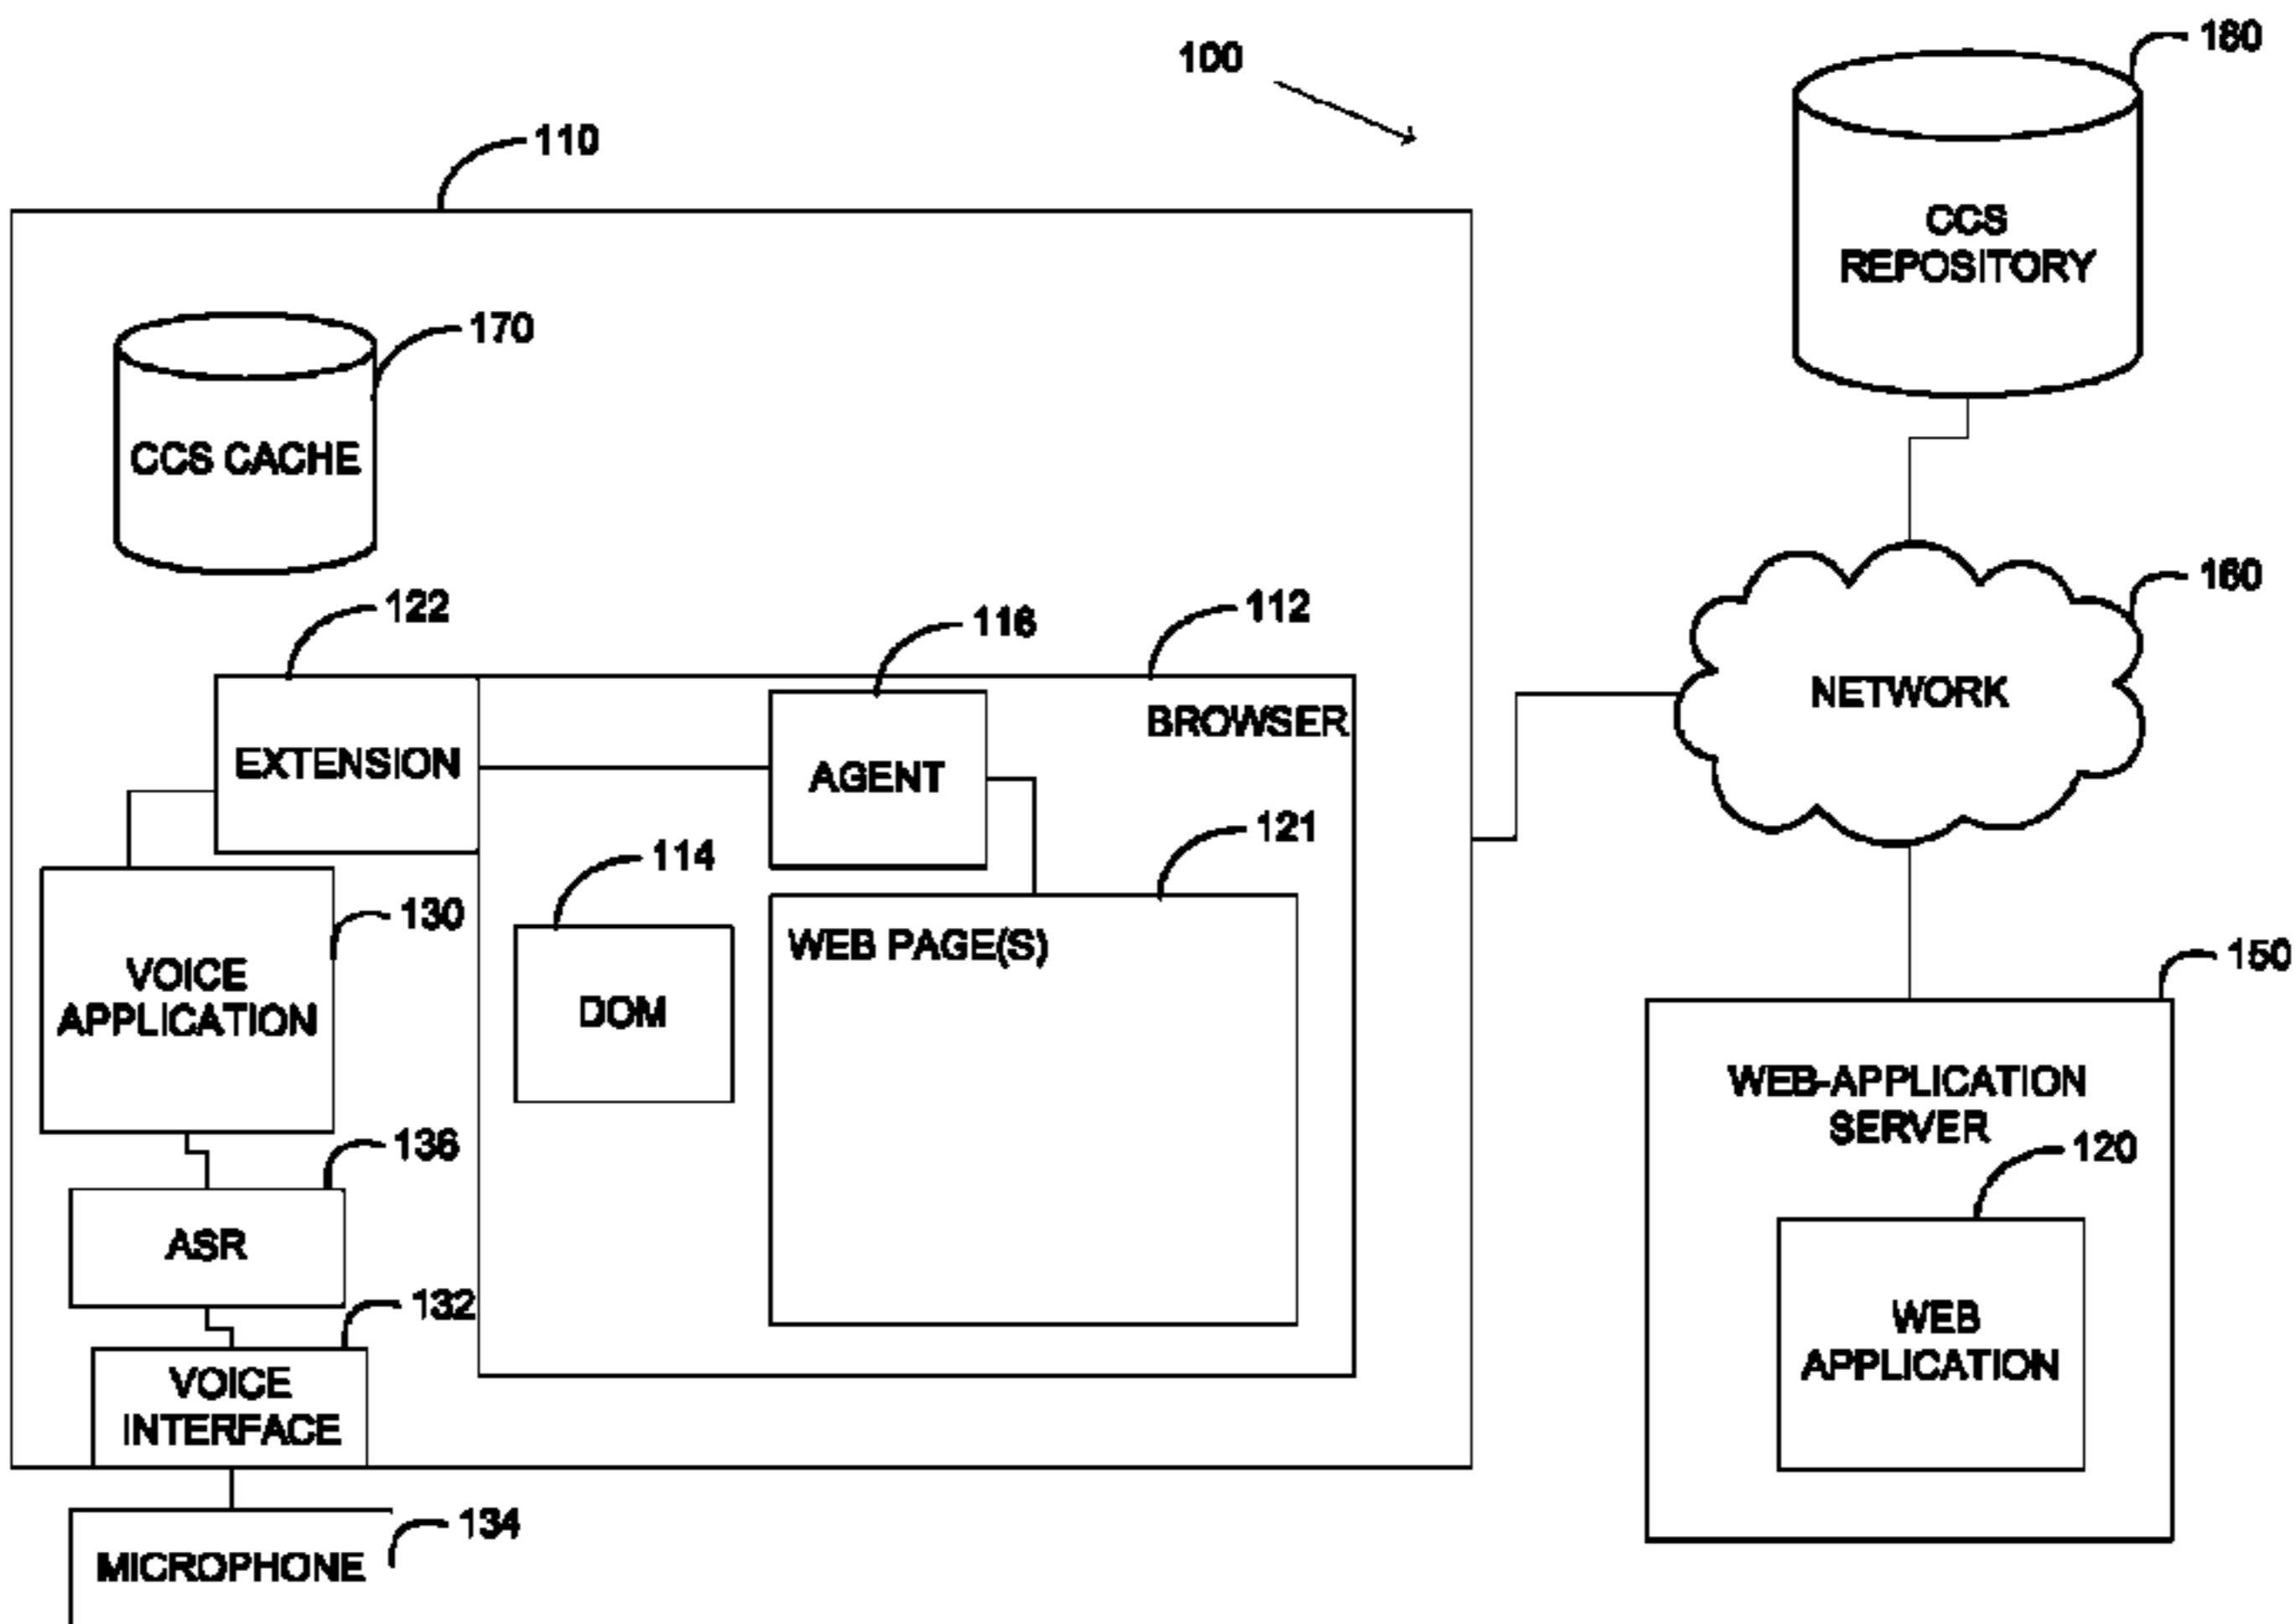 100
180
110
CCS
REPOSITORY
170
CCS CACHE
160
122
116
112
NETWORK
BROWSER
EXTENSION
AGENT
121
114
130
WEB PAGE(S)
150
VOICE
APPLICATION
DOM
WEB-APPLICATION
SERVER
136
120
ASR
132
WEB
APPLICATION
VOICE
INTERFACE
134
MICROPHONE